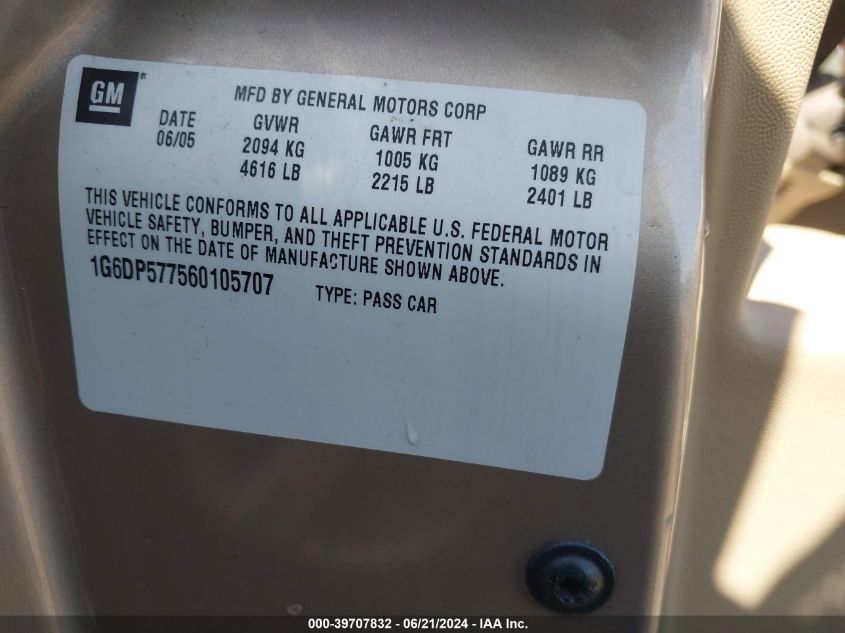 GM®
MFD BY GENERAL MOTORS CORP
DATE GVWR GAWR FRT GAWR RR
06/05 2094 KG 1005 KG 1089 KG
4616 LB 2215 LB 2401 LB
THIS VEHICLE CONFORMS TO ALL APPLICABLE U.S. FEDERAL MOTOR
VEHICLE SAFETY, BUMPER, AND THEFT PREVENTION STANDARDS IN
EFFECT ON THE DATE OF MANUFACTURE SHOWN ABOVE.
1G6DP577560105707 TYPE: PASS CAR
000-39707832 - 06/21/2024 - IAAI.com